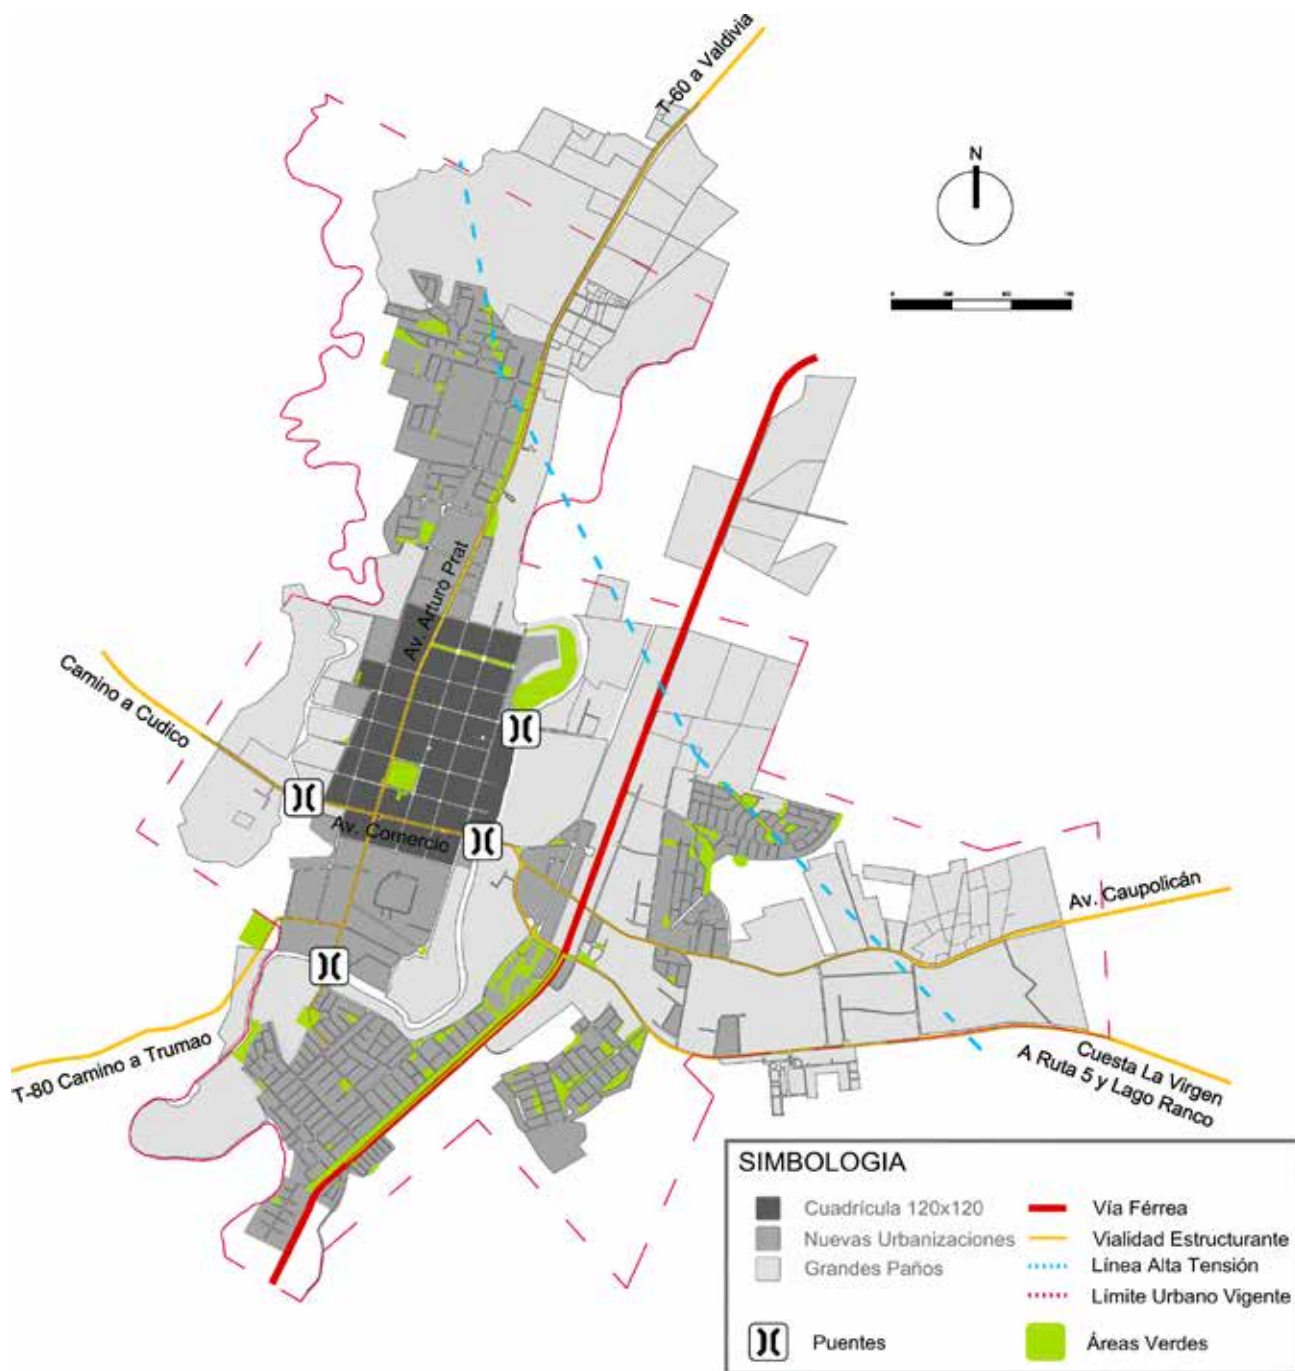 T-60 a Valdivia
N
Av. Arturo Prat
Camino a Cudico
Av. Comercio
Av. Caupolicán
T-80 Camino a Trumao
Cuesta La Virgen
A Ruta 5 y Lago Ranco
SIMBOLOGIA
Cuadrícula 120x120
Nuevas Urbanizaciones
Grandes Paños
Puentes
Vía Férrea
Vialidad Estructurante
Línea Alta Tensión
Limite Urbano Vigente
Áreas Verdes